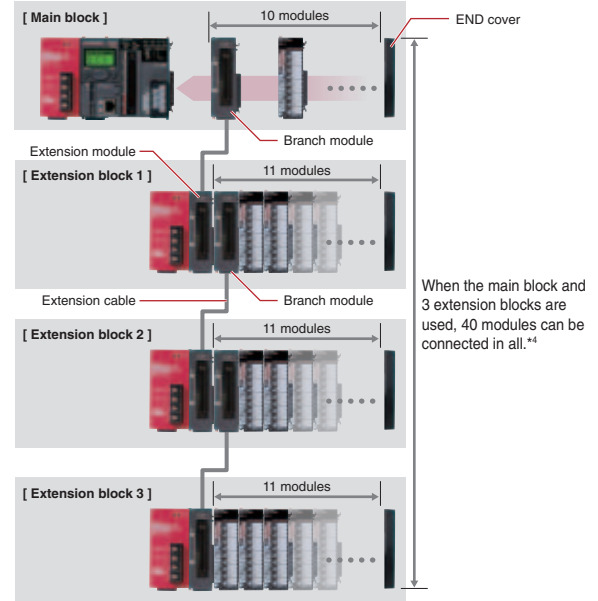 [ Main block ]
10 modules
END cover
Branch module
Extension module
[ Extension block 1 ]
11 modules
Extension cable
Branch module
When the main block and
3 extension blocks are
used, 40 modules can be
connected in all.*4
[ Extension block 2 ]
11 modules
[ Extension block 3 ]
11 modules